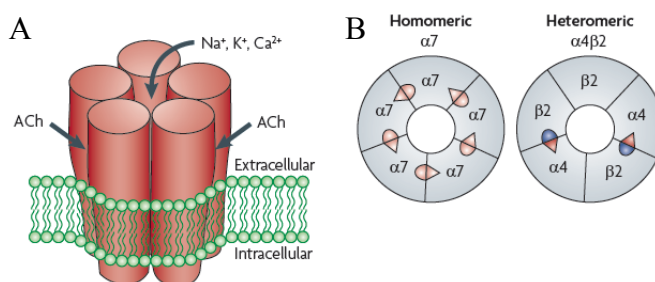 A
Na⁺, K⁺, Ca²⁺
ACh
ACh
Extracellular
Intracellular
B
Homomeric
α7
α7
α7
α7
α7
α7
Heteromeric
α4β2
β2
β2
α4
α4
β2